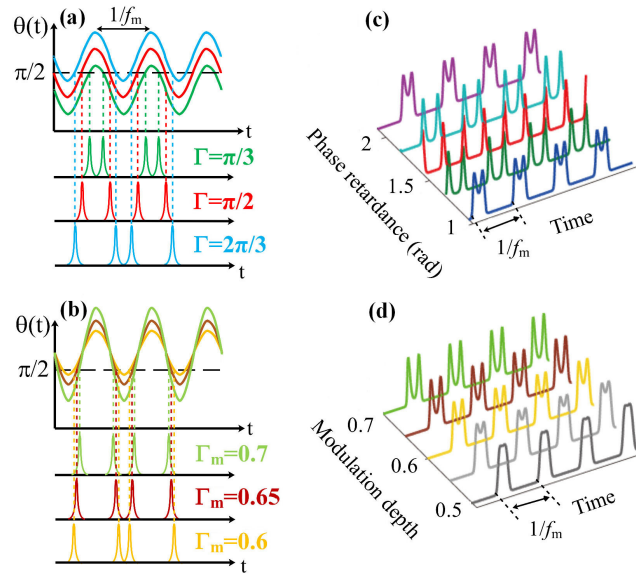 (a)
θ(t)
1/fm
π/2
t
Γ=π/3
Γ=π/2
Γ=2π/3
t
(b)
θ(t)
π/2
t
Γm=0.7
Γm=0.65
Γm=0.6
t
(c)
Phase retardance (rad)
2
1.5
1
Time
1/fm
(d)
Modulation depth
0.7
0.6
0.5
Time
1/fm